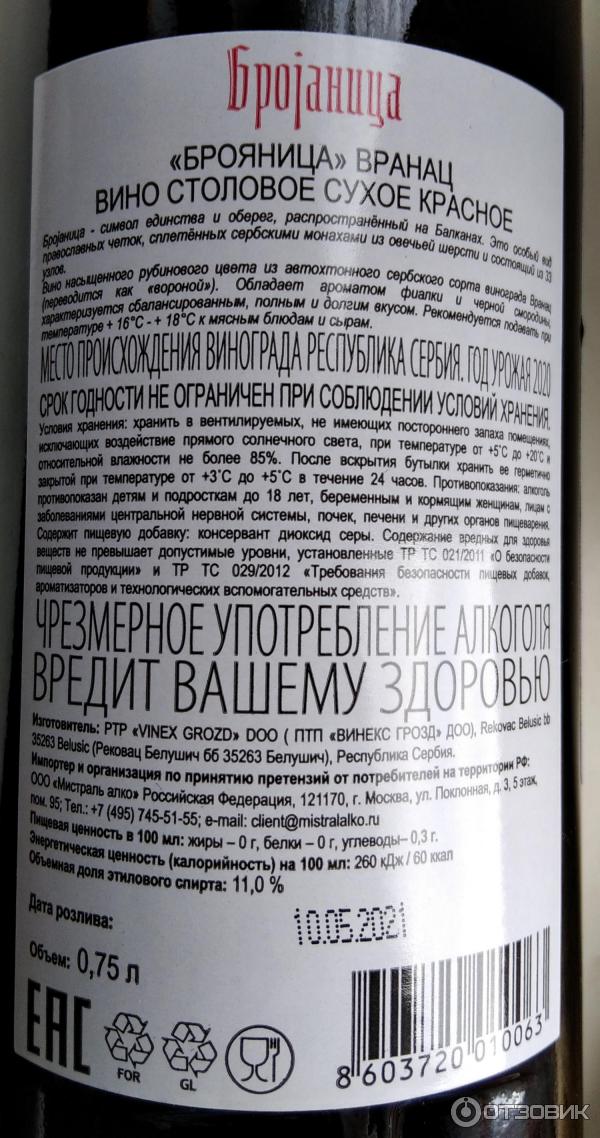 Бројаница
«БРОЯНИЦА» ВРАНАЦ
ВИНО СТОЛОВОЕ СУХОЕ КРАСНОЕ
Бројаница - символ единства и оберег, распространённый на Балканах. Это особый вид
православных четок, сплетённых сербскими монахами из овечьей шерсти и состоящий из 33
узлов.
Вино насыщенного рубинового цвета из автохтонного сербского сорта винограда Вранац
(переводится как «вороной»). Обладает ароматом фиалки и черной смородины,
характеризуется сбалансированным, полным и долгим вкусом. Рекомендуется подавать при
температуре + 16°C - + 18°C к мясным блюдам и сырам.
МЕСТО ПРОИСХОЖДЕНИЯ ВИНОГРАДА РЕСПУБЛИКА СЕРБИЯ. ГОД УРОЖАЯ 2020
СРОК ГОДНОСТИ НЕ ОГРАНИЧЕН ПРИ СОБЛЮДЕНИИ УСЛОВИЙ ХРАНЕНИЯ.
Условия хранения: хранить в вентилируемых, не имеющих постороннего запаха помещениях,
исключающих воздействие прямого солнечного света, при температуре от +5°C до +20°C и
относительной влажности не более 85%. После вскрытия бутылки хранить ее герметично
закрытой при температуре от +3°C до +5°C в течение 24 часов. Противопоказания: алкоголь
противопоказан детям и подросткам до 18 лет, беременным и кормящим женщинам, лицам с
заболеваниями центральной нервной системы, почек, печени и других органов пищеварения.
Содержит пищевую добавку: консервант диоксид серы. Содержание вредных для здоровья
веществ не превышает допустимые уровни, установленные ТР ТС 021/2011 «О безопасности
пищевой продукции» и ТР ТС 029/2012 «Требования безопасности пищевых добавок,
ароматизаторов и технологических вспомогательных средств».
ЧРЕЗМЕРНОЕ УПОТРЕБЛЕНИЕ АЛКОГОЛЯ
ВРЕДИТ ВАШЕМУ ЗДОРОВЬЮ
Изготовитель: PTP «VINEX GROZD» DOO ( ПТП «ВИНЕКС ГРОЗД» ДОО), Rekovac Belusic bb
35263 Belusic (Рековац Белушич бб 35263 Белушич), Республика Сербия.
Импортер и организация по принятию претензий от потребителей на территории РФ:
ООО «Мистраль алко» Российская Федерация, 121170, г. Москва, ул. Поклонная, д. 3, 5 этаж,
пом. 95; Тел.: +7 (495) 745-51-55; e-mail: client@mistralalko.ru
Пищевая ценность в 100 мл: жиры – 0 г, белки – 0 г, углеводы– 0,3 г.
Энергетическая ценность (калорийность) на 100 мл: 260 кДж / 60 ккал
Объемная доля этилового спирта: 11,0 %
Дата розлива: 10.05.2021
Объем: 0,75 л
EAC
FOR
GL
8 603720 010063
ОТЗОВИК